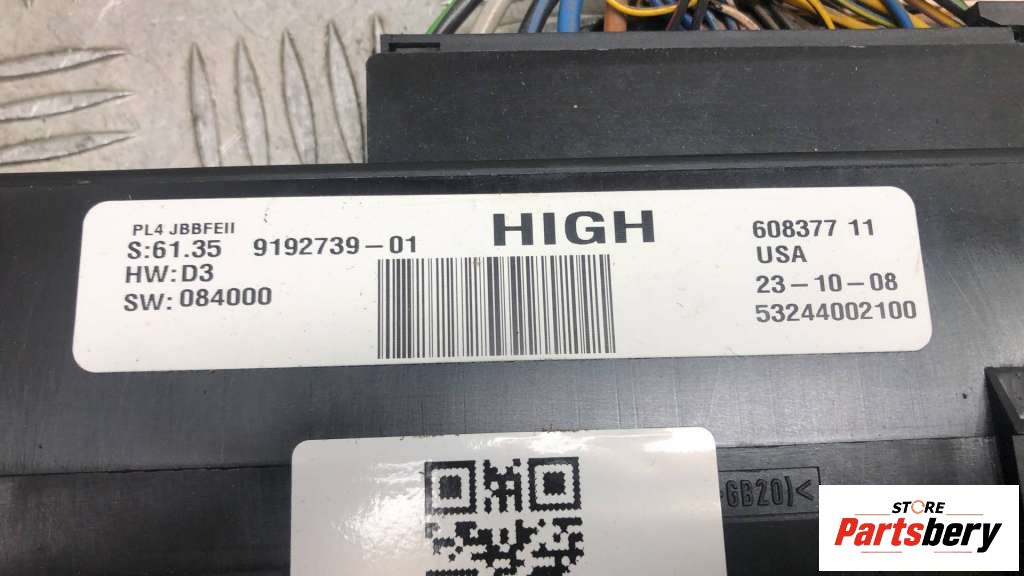 PL4 JBBFEII
S:61.35 9192739-01
HW:D3
SW:084000
HIGH
608377 11
USA
23-10-08
53244002100
GB20)<
STORE
Partsbery